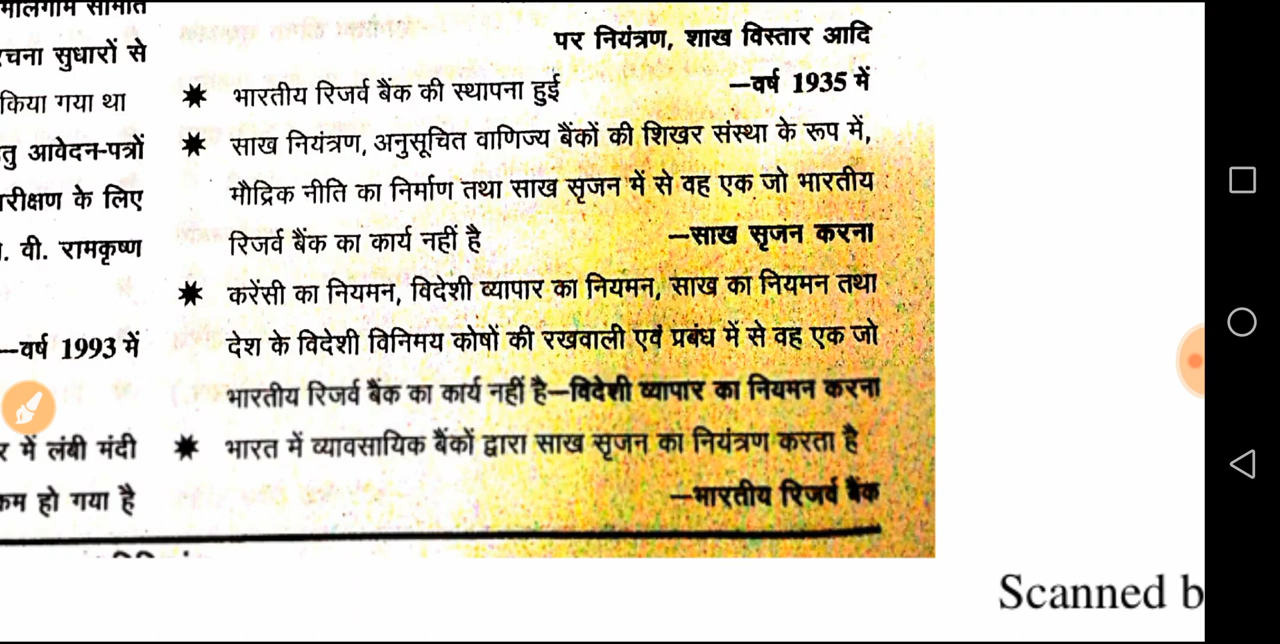 रचना सुधारों से
किया गया था
आवेदन-पत्रों
के लिए
वी. रामकृष्ण
—वर्ष 1993 में
में लंबी मंदी
हो गया है
पर नियंत्रण, शाख विस्तार आदि
✷ भारतीय रिजर्व बैंक की स्थापना हुई —वर्ष 1935 में
✷ साख नियंत्रण, अनुसूचित वाणिज्य बैंकों की शिखर संस्था के रूप में,
मौद्रिक नीति का निर्माण तथा साख सृजन में से वह एक जो भारतीय
रिजर्व बैंक का कार्य नहीं है —साख सृजन करना
✷ करेंसी का नियमन, विदेशी व्यापार का नियमन, साख का नियमन तथा
देश के विदेशी विनिमय कोषों की रखवाली एवं प्रबंध में से वह एक जो
भारतीय रिजर्व बैंक का कार्य नहीं है—विदेशी व्यापार का नियमन करना
✷ भारत में व्यावसायिक बैंकों द्वारा साख सृजन का नियंत्रण करता है
—भारतीय रिजर्व बैंक
Scanned b